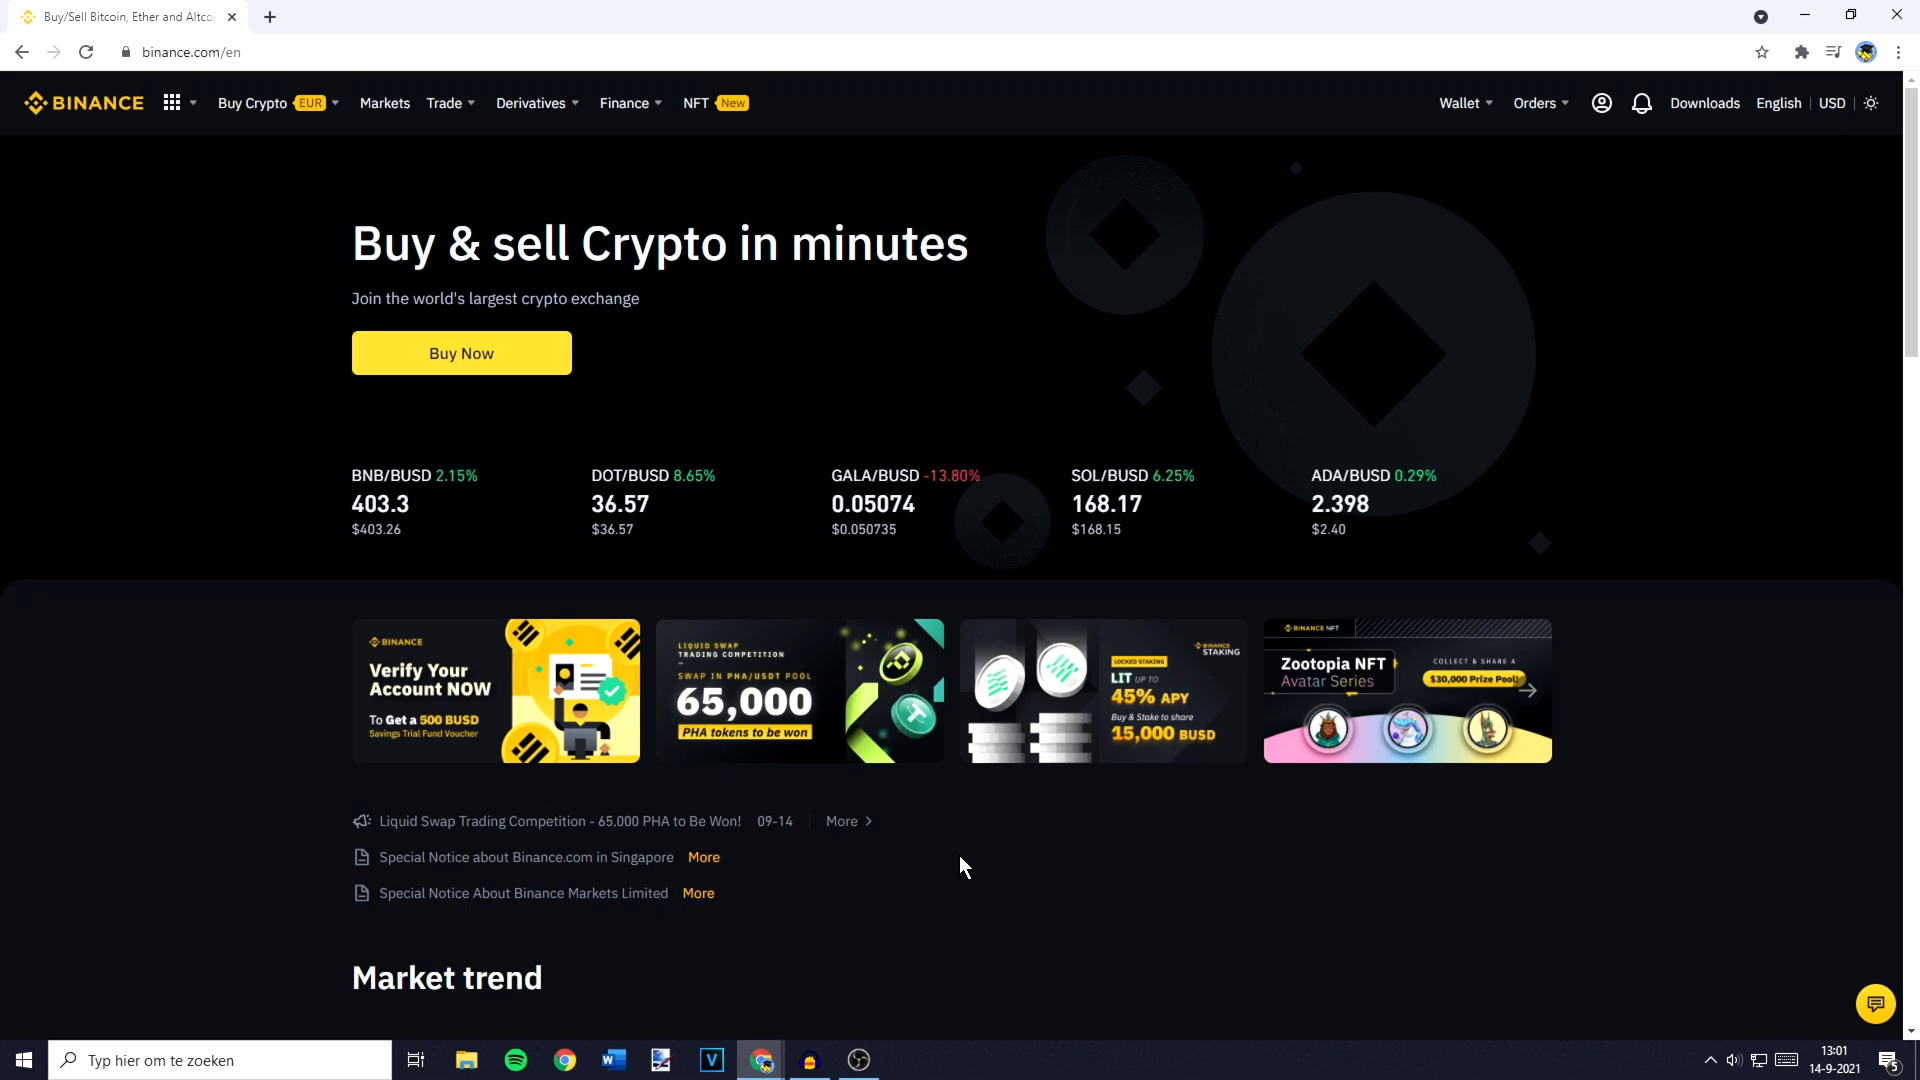 Buy/Sell Bitcoin, Ether and Altco
binance.com/en
BINANCE
Buy Crypto EUR
Markets
Trade
Derivatives
Finance
NFT New
Wallet
Orders
Downloads
English
USD
Buy & sell Crypto in minutes
Join the world's largest crypto exchange
Buy Now
BNB/BUSD 2.15%
403.3
$403.26
DOT/BUSD 8.65%
36.57
$36.57
GALA/BUSD -13.80%
0.05074
$0.050735
SOL/BUSD 6.25%
168.17
$168.15
ADA/BUSD 0.29%
2.398
$2.40
BINANCE
Verify Your
Account NOW
To Get a 500 BUSD
Savings Trial Fund Voucher
LIQUID SWAP
TRADING COMPETITION
SWAP IN PHA/USDT POOL
65,000
PHA tokens to be won
BINANCE
STAKING
LOCKED STAKING
LIT UP TO
45% APY
Buy & Stake to share
15,000 BUSD
BINANCE NFT
Zootopia NFT
Avatar Series
COLLECT & SHARE A
$30,000 Prize Pool!
Liquid Swap Trading Competition - 65,000 PHA to Be Won! 09-14 More
Special Notice about Binance.com in Singapore More
Special Notice About Binance Markets Limited More
Market trend
Typ hier om te zoeken
W
V
13:01
14-9-2021
5